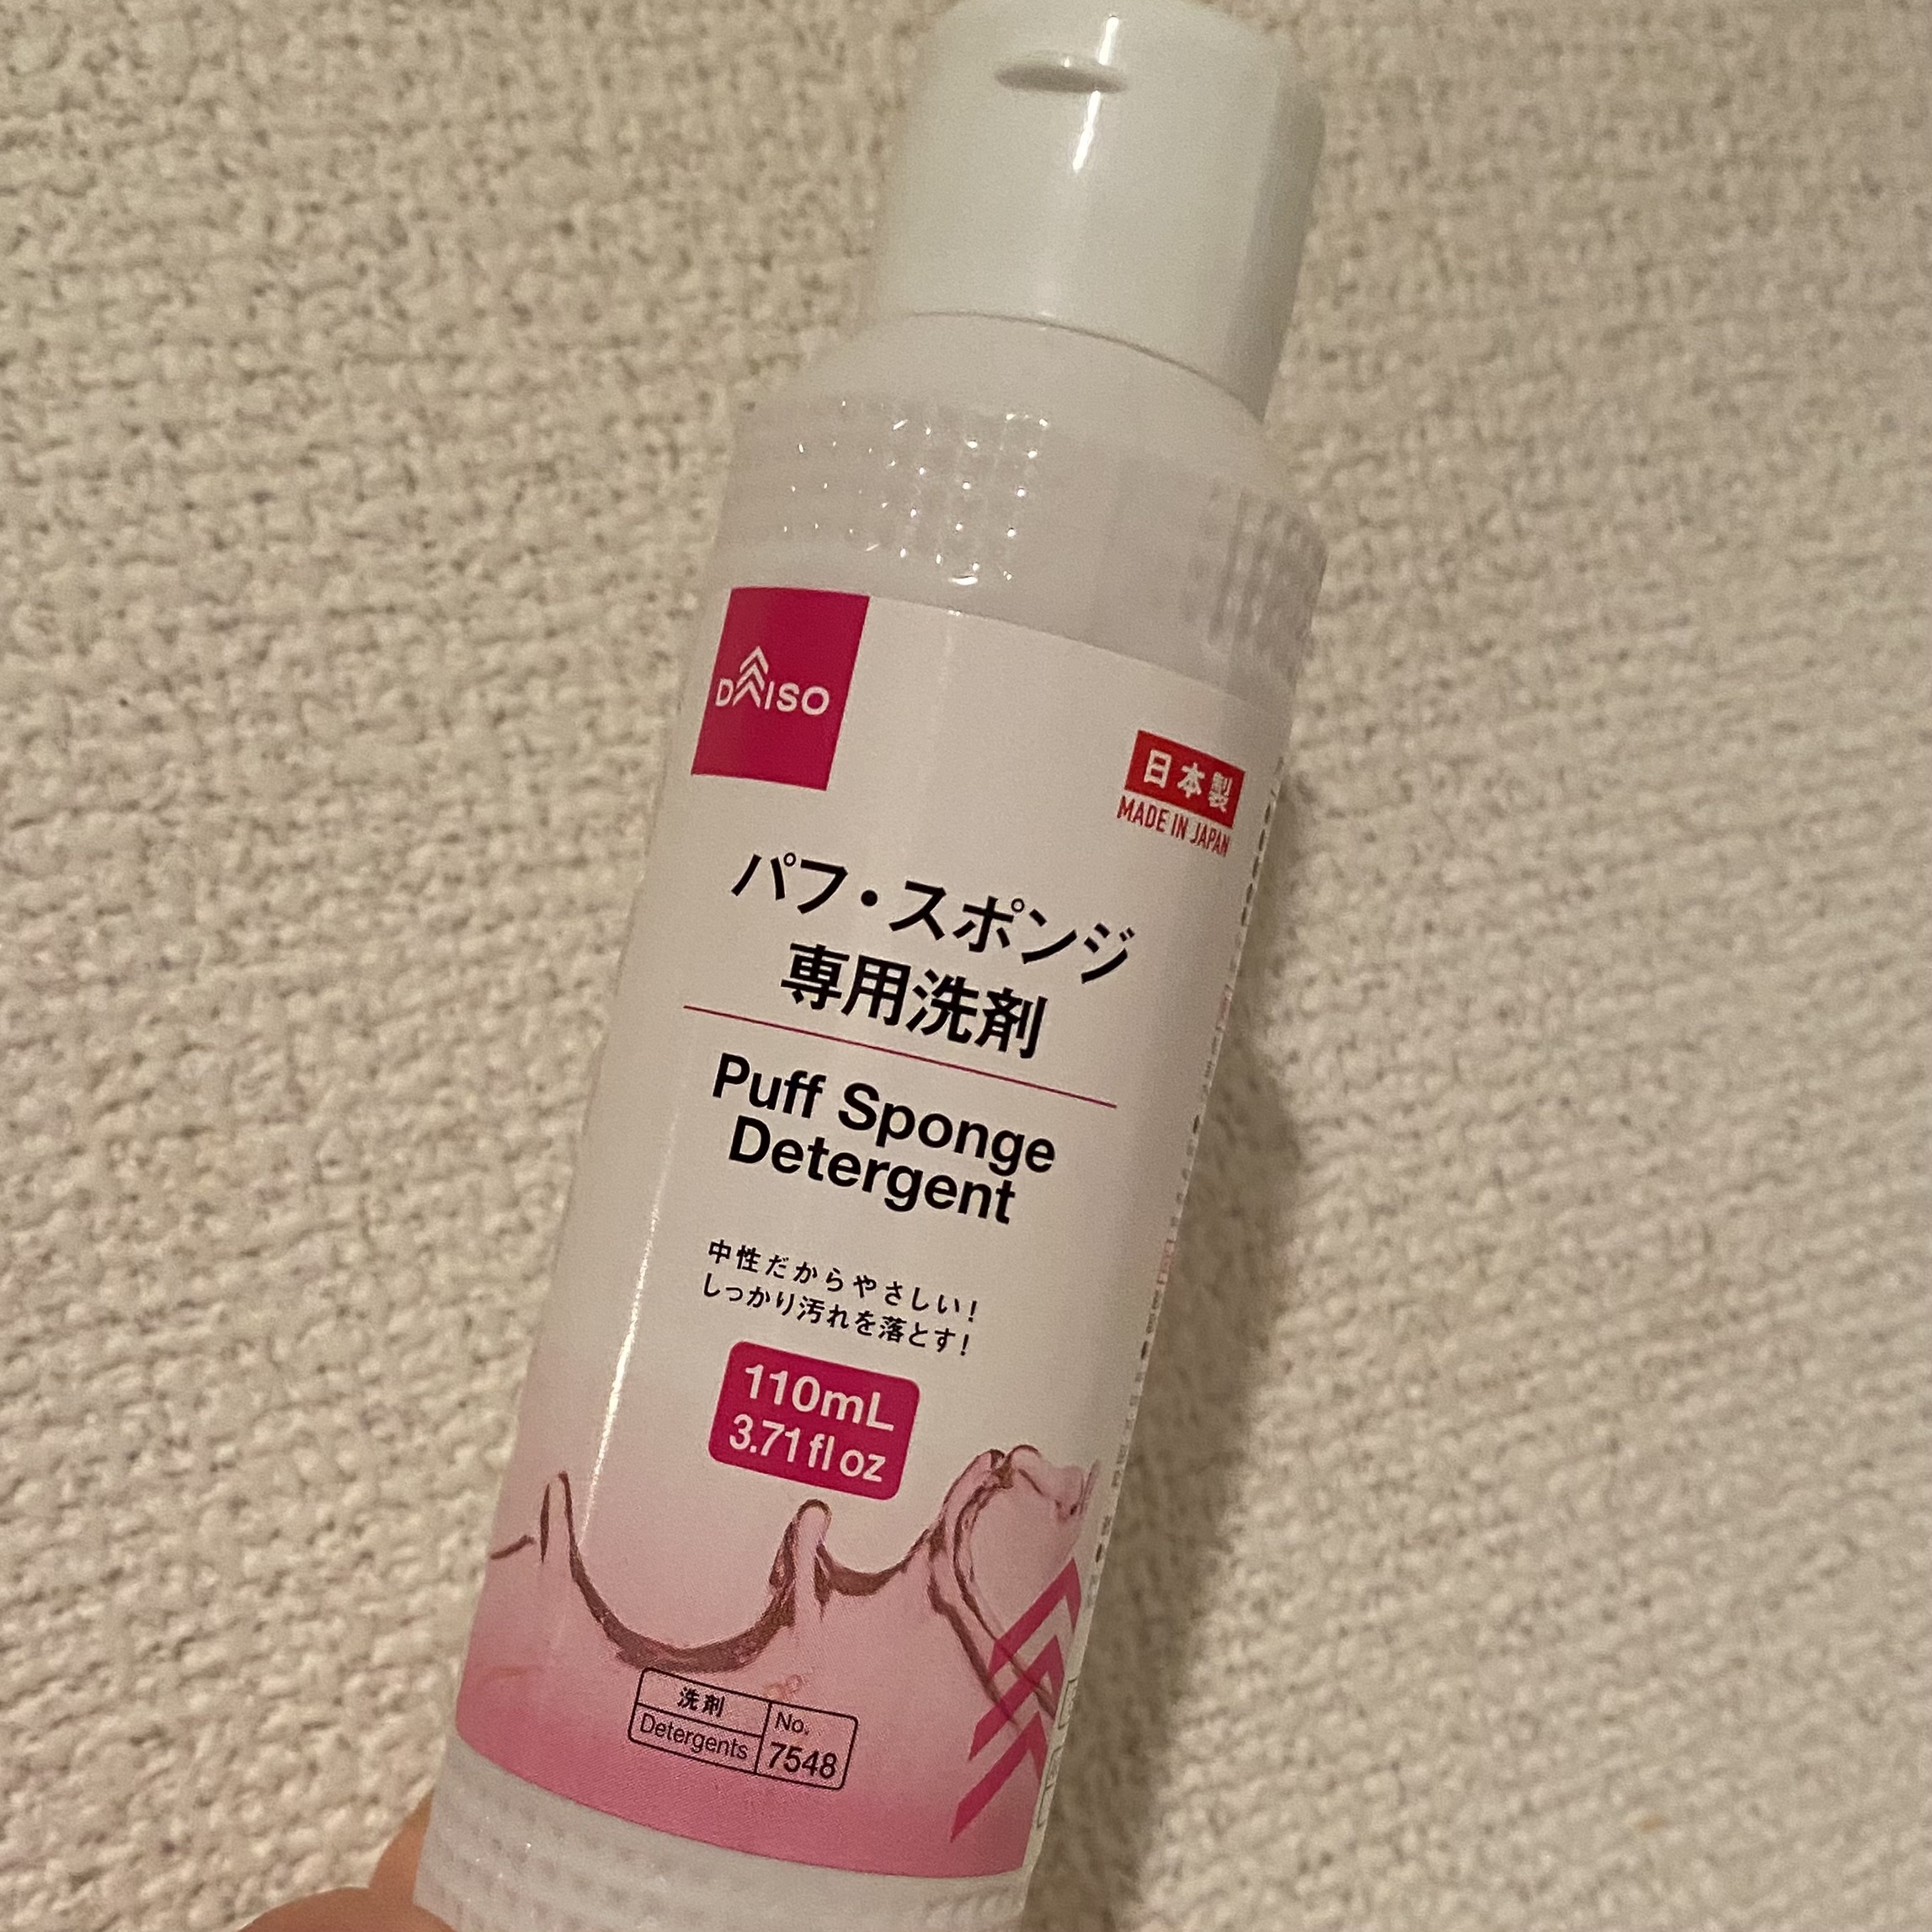 DAISO
日本製
MADE IN JAPAN
パフ・スポンジ
専用洗剤
Puff Sponge
Detergent
中性だからやさしい!
しっかり汚れを落とす!
110mL
3.71 fl oz
洗剤
Detergents
No.
7548